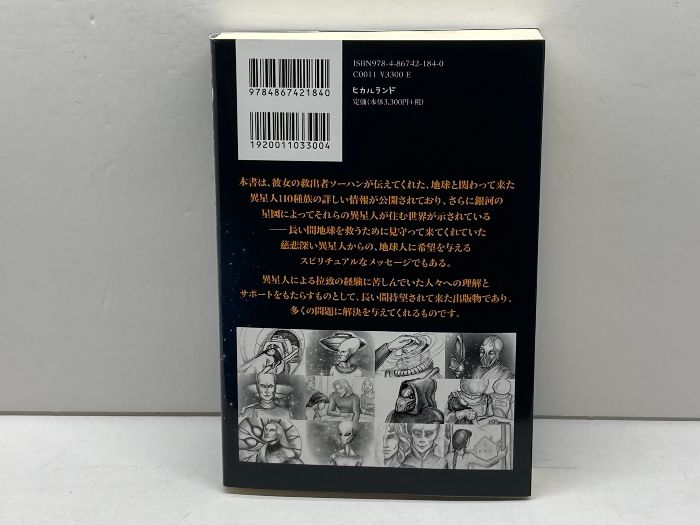 ISBN978-4-86742-184-0
C0011 ¥3300 E
ヒカルランド
定価(本体3,300円+税)
9784867421840
1920011033004
本書は、彼女の救出者ソーハンが伝えてくれた、地球と関わって来た
異星人110種族の詳しい情報が公開されており、さらに銀河の
星図によってそれらの異星人が住む世界が示されている
――長い間地球を救うために見守って来てくれていた
慈悲深い異星人からの、地球人に希望を与える
スピリチュアルなメッセージでもある。
異星人による拉致の経験に苦しんでいた人々への理解と
サポートをもたらすものとして、長い間待望されて来た出版物であり、
多くの問題に解決を与えてくれるものです。